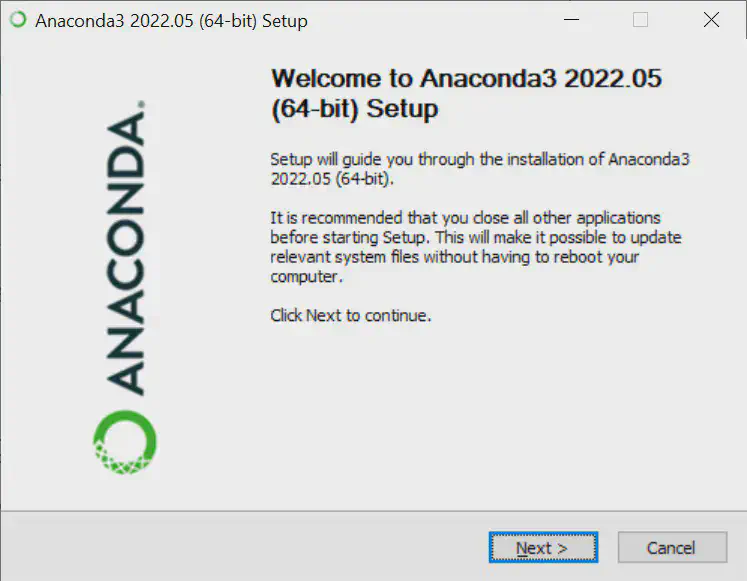 Anaconda3 2022.05 (64-bit) Setup
ANACONDA.
Welcome to Anaconda3 2022.05
(64-bit) Setup
Setup will guide you through the installation of Anaconda3
2022.05 (64-bit).
It is recommended that you close all other applications
before starting Setup. This will make it possible to update
relevant system files without having to reboot your
computer.
Click Next to continue.
Next >
Cancel